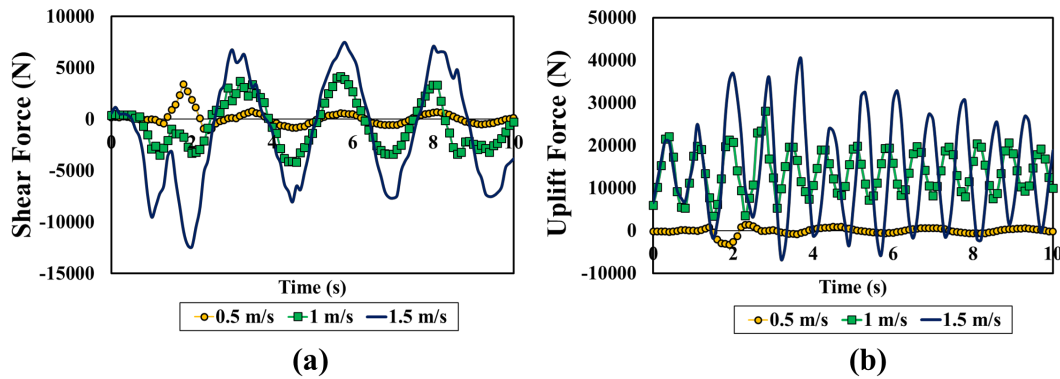 Shear Force (N)
10000
5000
0
-5000
-10000
-15000
0 2 4 6 8 10
Time (s)
0.5 m/s 1 m/s 1.5 m/s
(a)
Uplift Force (N)
50000
40000
30000
20000
10000
0
-10000
0 2 4 6 8 10
Time (s)
0.5 m/s 1 m/s 1.5 m/s
(b)